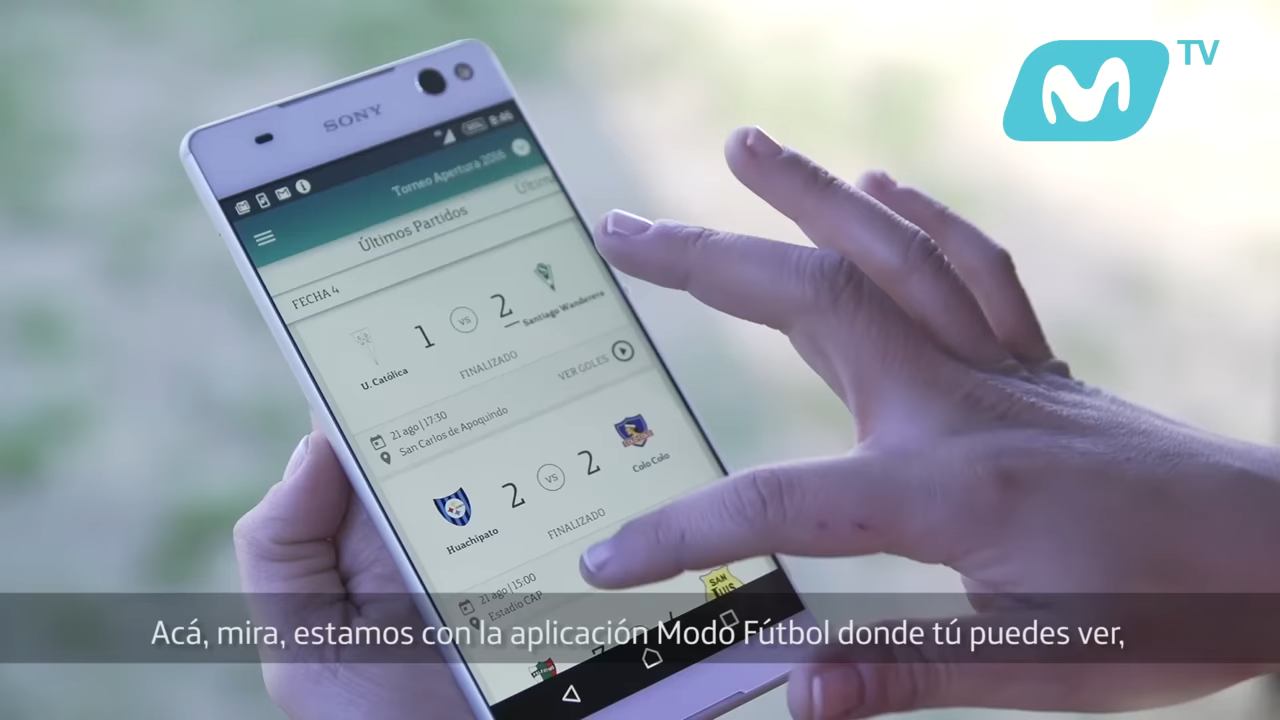 TV
SONY
8:46
Torneo Apertura 2016
Últimos Partidos
FECHA 4
U. Católica
1
vs
2
Santiago Wanderers
FINALIZADO
VER GOLES
21 ago | 17:30
San Carlos de Apoquindo
Huachipato
2
vs
2
Colo Colo
FINALIZADO
21 ago | 15:00
Estadio CAP
SAN
LUIS
Acá, mira, estamos con la aplicación Modo Fútbol donde tú puedes ver,